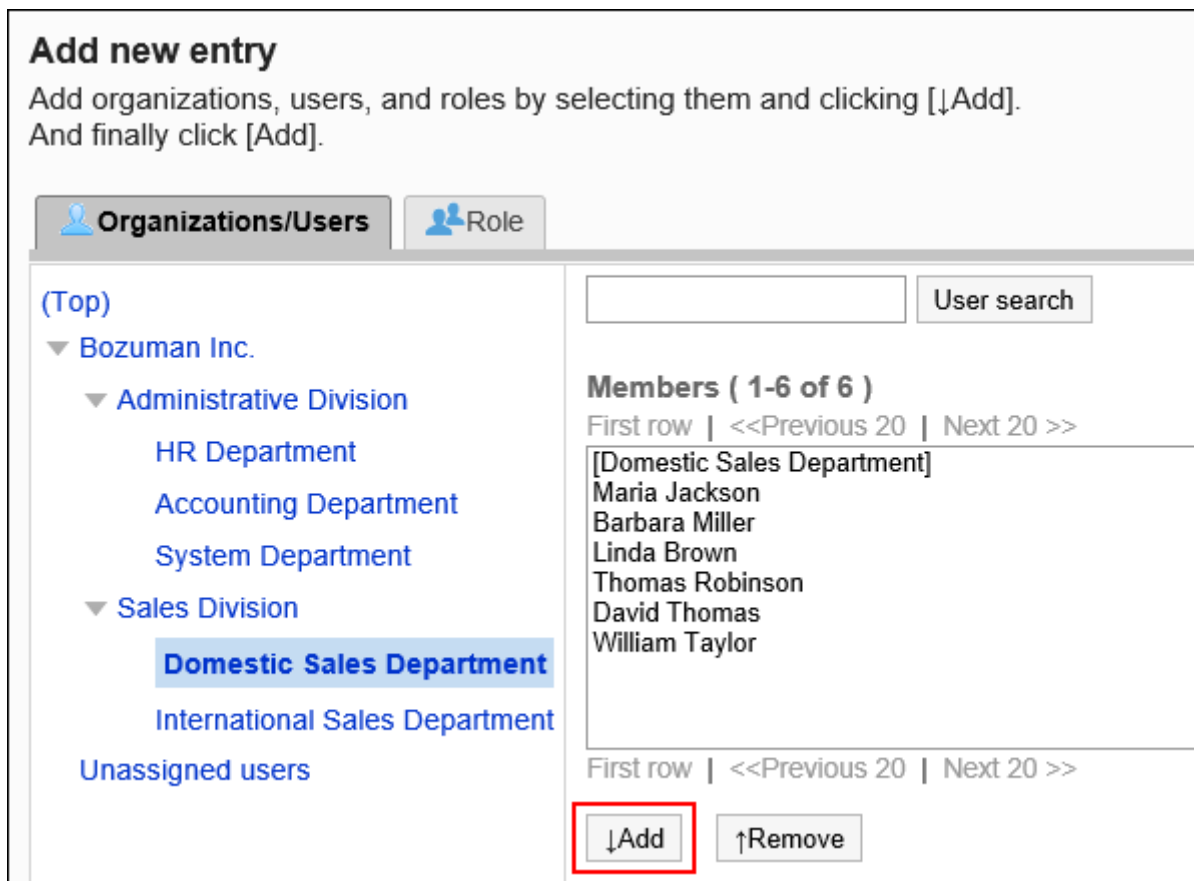 Add new entry
Add organizations, users, and roles by selecting them and clicking [↓Add].
And finally click [Add].
Organizations/Users
Role
(Top)
Bozuman Inc.
Administrative Division
HR Department
Accounting Department
System Department
Sales Division
Domestic Sales Department
International Sales Department
Unassigned users
User search
Members ( 1-6 of 6 )
First row | <<Previous 20 | Next 20 >>
[Domestic Sales Department]
Maria Jackson
Barbara Miller
Linda Brown
Thomas Robinson
David Thomas
William Taylor
First row | <<Previous 20 | Next 20 >>
↓Add
↑Remove